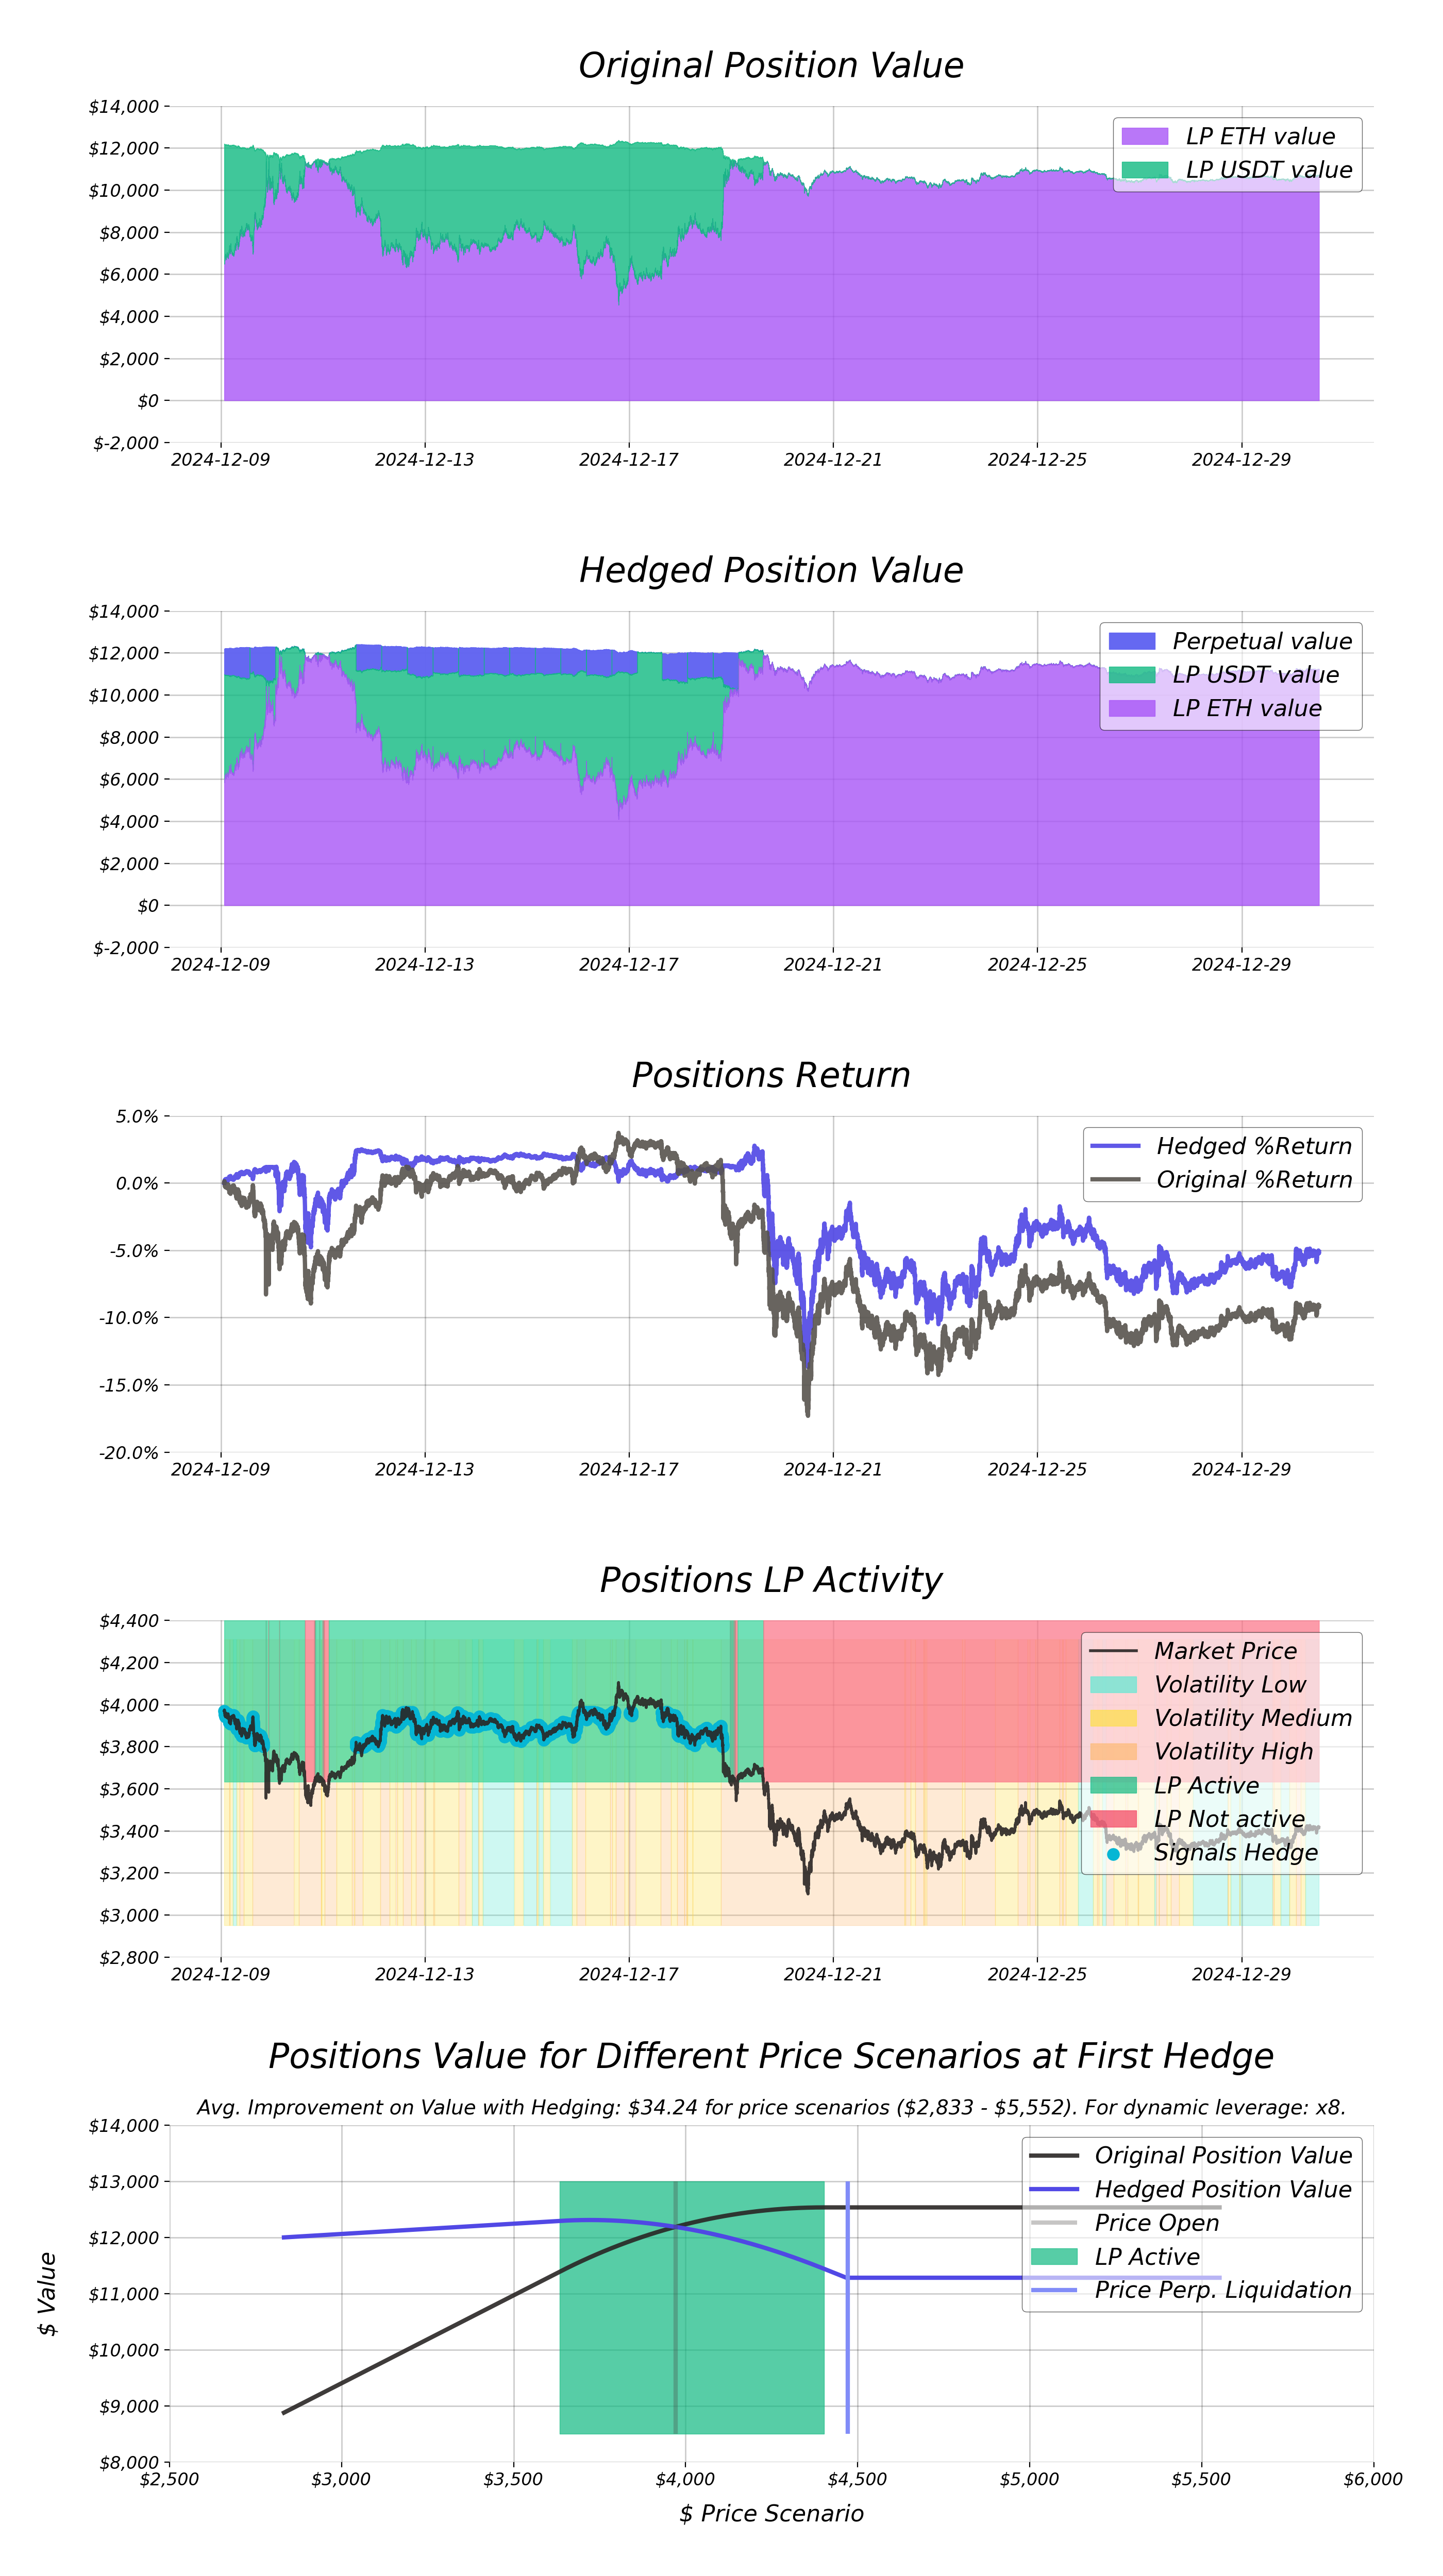 Original Position Value
$14,000
$12,000
$10,000
$8,000
$6,000
$4,000
$2,000
$0
$-2,000
LP ETH value
LP USDT value
2024-12-09 2024-12-13 2024-12-17 2024-12-21 2024-12-25 2024-12-29
Hedged Position Value
$14,000
$12,000
$10,000
$8,000
$6,000
$4,000
$2,000
$0
$-2,000
Perpetual value
LP USDT value
LP ETH value
2024-12-09 2024-12-13 2024-12-17 2024-12-21 2024-12-25 2024-12-29
Positions Return
5.0%
0.0%
-5.0%
-10.0%
-15.0%
-20.0%
Hedged %Return
Original %Return
2024-12-09 2024-12-13 2024-12-17 2024-12-21 2024-12-25 2024-12-29
Positions LP Activity
$4,400
$4,200
$4,000
$3,800
$3,600
$3,400
$3,200
$3,000
$2,800
Market Price
Volatility Low
Volatility Medium
Volatility High
LP Active
LP Not active
Signals Hedge
2024-12-09 2024-12-13 2024-12-17 2024-12-21 2024-12-25 2024-12-29
Positions Value for Different Price Scenarios at First Hedge
Avg. Improvement on Value with Hedging: $34.24 for price scenarios ($2,833 - $5,552). For dynamic leverage: x8.
$ Value
$14,000
$13,000
$12,000
$11,000
$10,000
$9,000
$8,000
Original Position Value
Hedged Position Value
Price Open
LP Active
Price Perp. Liquidation
$2,500 $3,000 $3,500 $4,000 $4,500 $5,000 $5,500 $6,000
$ Price Scenario